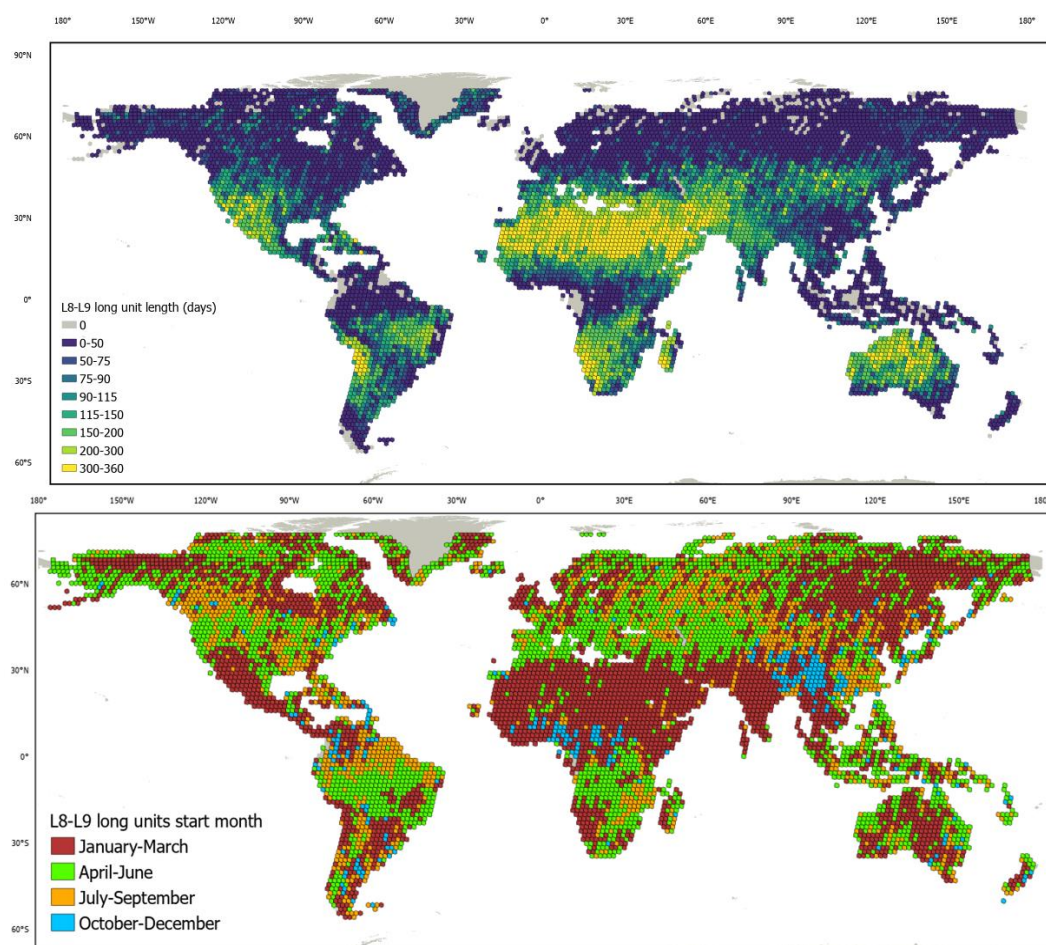 180° 150°W 120°W 90°W 60°W 30°W 0° 30°E 60°E 90°E 120°E 150°E 180°
90°N
60°N
30°N
0°
30°S
60°S
L8-L9 long unit length (days)
0
0-50
50-75
75-90
90-115
115-150
150-200
200-300
300-360
180° 150°W 120°W 90°W 60°W 30°W 0° 30°E 60°E 90°E 120°E 150°E 180°
60°N
30°N
0°
30°S
60°S
L8-L9 long units start month
January-March
April-June
July-September
October-December